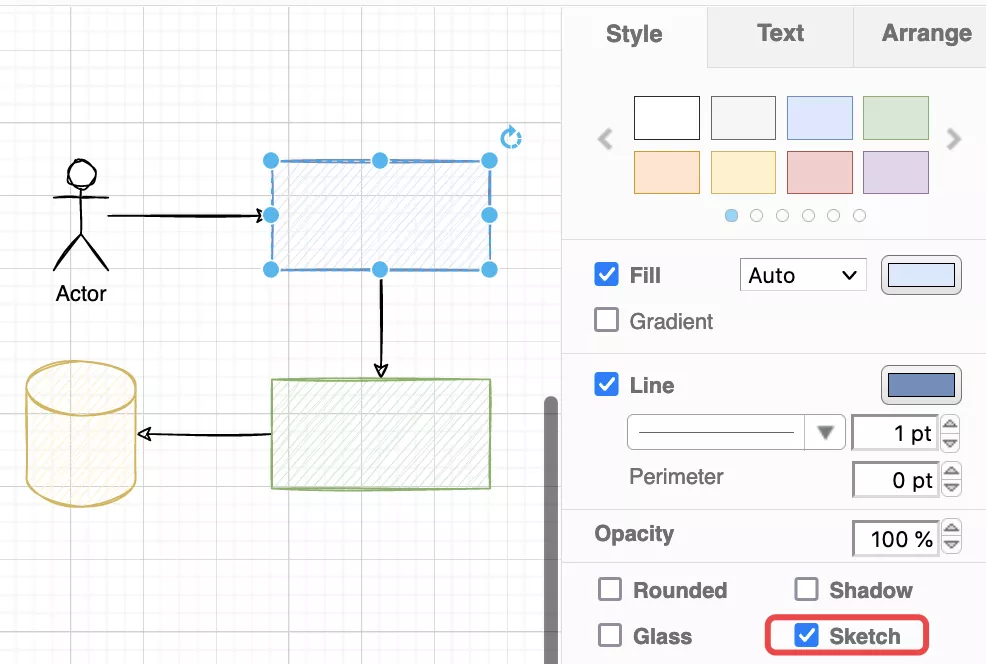 Style Text Arrange
Actor
Fill Auto
Gradient
Line
1 pt
Perimeter 0 pt
Opacity 100 %
Rounded Shadow
Glass Sketch